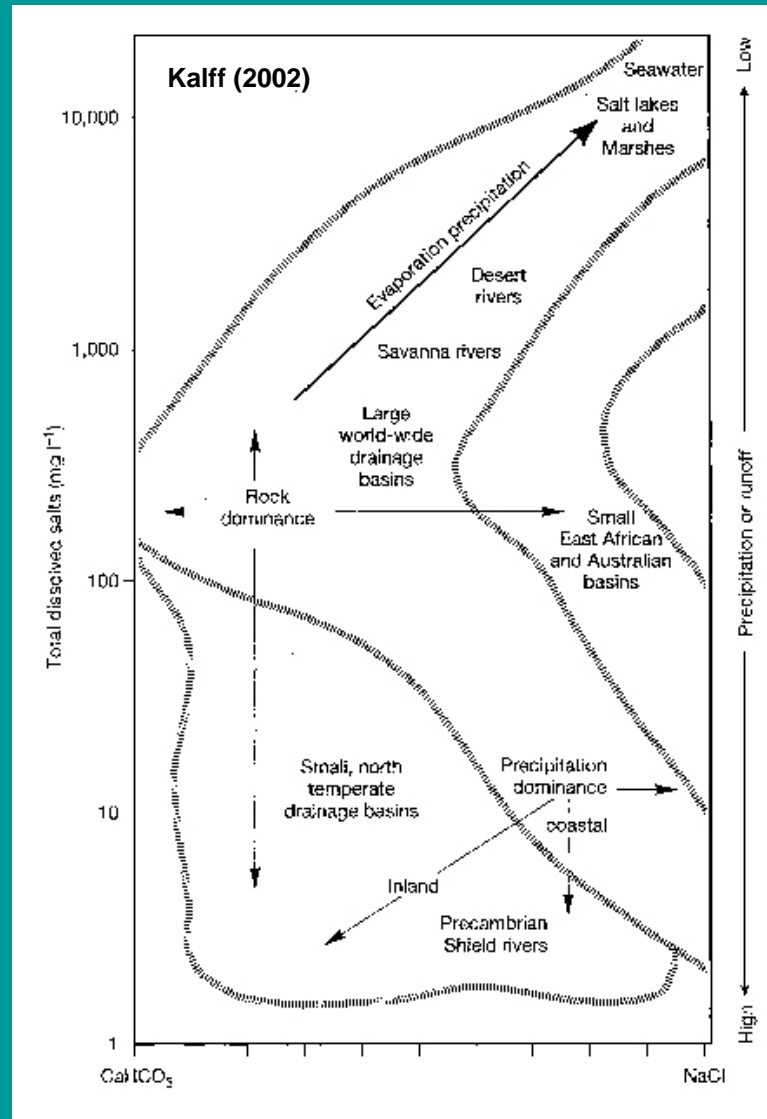 Kalff (2002)
Seawater
Salt lakes
and
Marshes
Evaporation precipitation
Desert
rivers
Savanna rivers
Large
world-wide
drainage
basins
Rock
dominance
Small
East African
and Australian
basins
Small, north
temperate
drainage basins
Precipitation
dominance
coastal
Inland
Precambrian
Shield rivers
Total dissolved salts (mg l⁻¹)
10,000
1,000
100
10
1
CaHCO₃
NaCl
Low
Precipitation or runoff
High